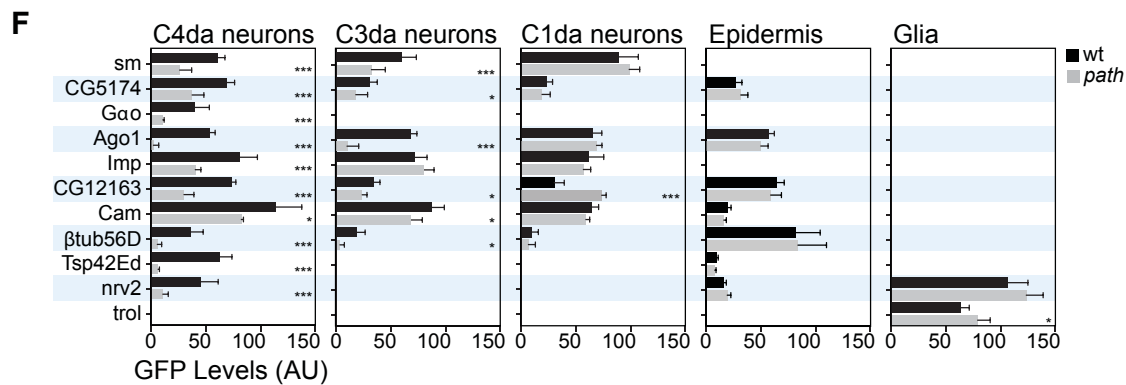 F
C4da neurons C3da neurons C1da neurons Epidermis Glia
wt
path
sm *** ***
CG5174 *** *
Gαo ***
Ago1 *** ***
Imp ***
CG12163 *** * ***
Cam * *
βtub56D *** *
Tsp42Ed ***
nrv2 ***
trol *
0 50 100 150 0 50 100 150 0 50 100 150 0 50 100 150 0 50 100 150
GFP Levels (AU)